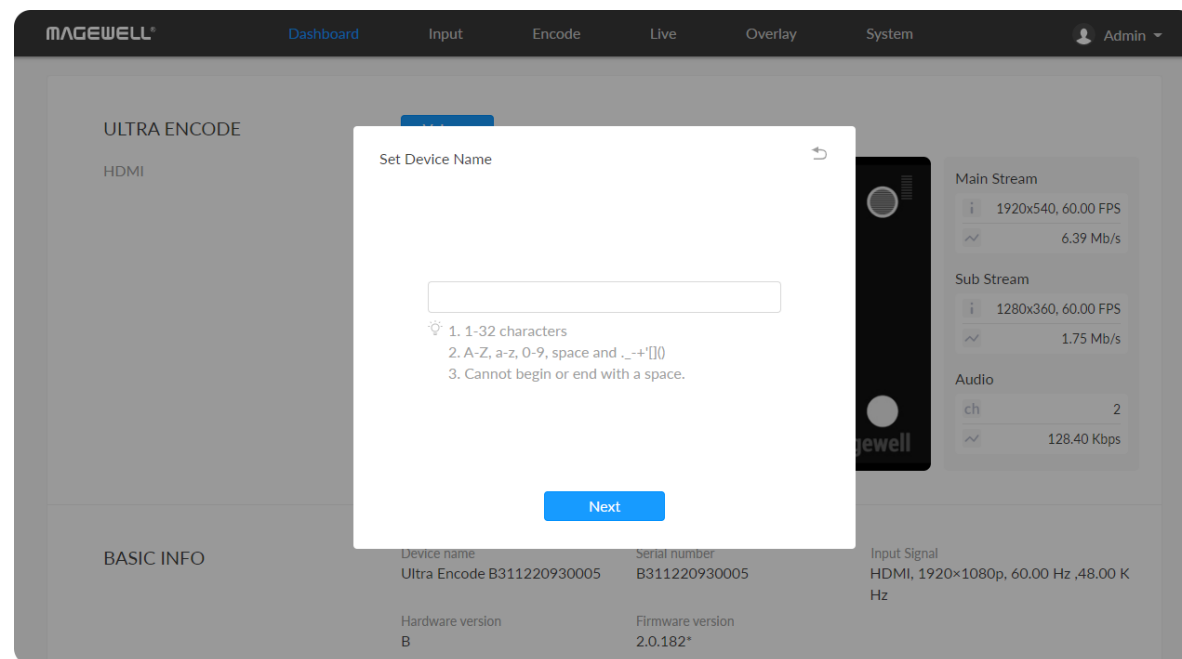 MAGEWELL®
Dashboard Input Encode Live Overlay System Admin
ULTRA ENCODE
HDMI
Set Device Name
1. 1-32 characters
2. A-Z, a-z, 0-9, space and ._-+'[]()
3. Cannot begin or end with a space.
Next
gewell
Main Stream
i 1920x540, 60.00 FPS
6.39 Mb/s
Sub Stream
i 1280x360, 60.00 FPS
1.75 Mb/s
Audio
ch 2
128.40 Kbps
BASIC INFO
Device name
Ultra Encode B311220930005
Serial number
B311220930005
Input Signal
HDMI, 1920×1080p, 60.00 Hz ,48.00 K
Hz
Hardware version
B
Firmware version
2.0.182*